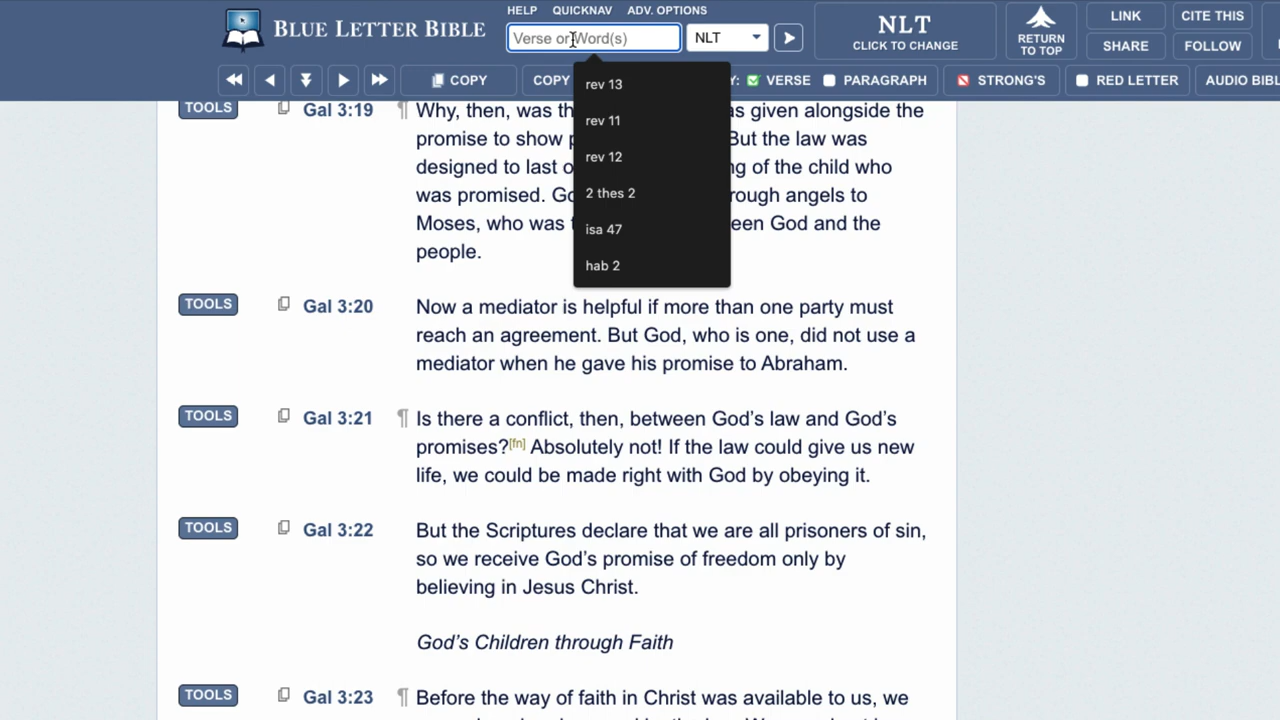 HELP QUICKNAV ADV. OPTIONS
BLUE LETTER BIBLE
Verse or Word(s)
NLT
NLT
CLICK TO CHANGE
RETURN
TO TOP
LINK
CITE THIS
SHARE
FOLLOW
COPY
COPY
VERSE
PARAGRAPH
STRONG'S
RED LETTER
AUDIO
rev 13
rev 11
rev 12
2 thes 2
isa 47
hab 2
TOOLS Gal 3:19 ¶ Why, then, was given alongside the
promise to show But the law was
designed to last of the child who
was promised. angels to
Moses, who was God and the
people.
TOOLS Gal 3:20 Now a mediator is helpful if more than one party must
reach an agreement. But God, who is one, did not use a
mediator when he gave his promise to Abraham.
TOOLS Gal 3:21 ¶ Is there a conflict, then, between God’s law and God’s
promises?[fn] Absolutely not! If the law could give us new
life, we could be made right with God by obeying it.
TOOLS Gal 3:22 But the Scriptures declare that we are all prisoners of sin,
so we receive God’s promise of freedom only by
believing in Jesus Christ.
God’s Children through Faith
TOOLS Gal 3:23 ¶ Before the way of faith in Christ was available to us, we